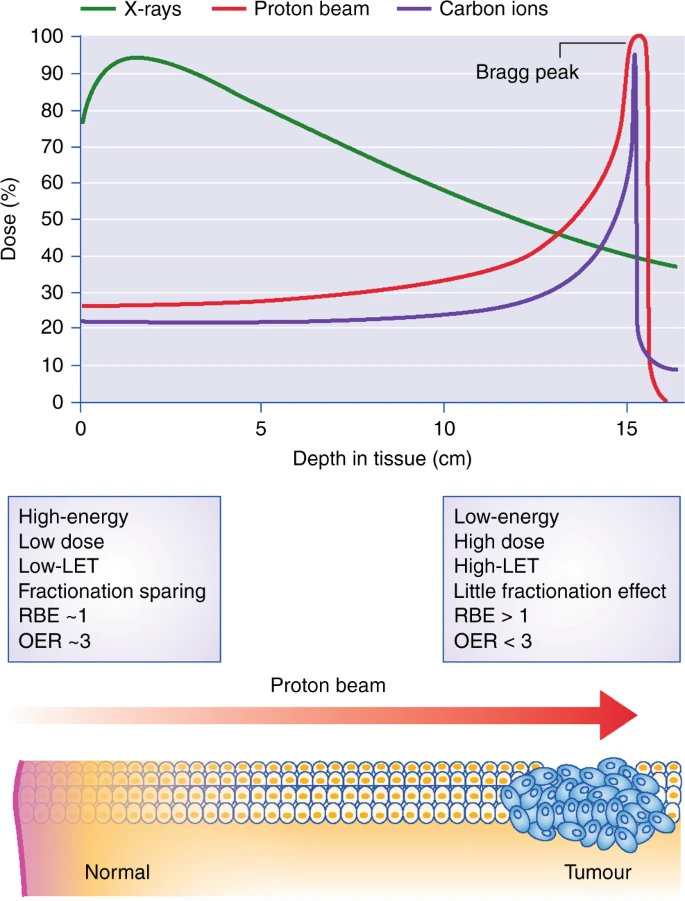 X-rays Proton beam Carbon ions
100
90
80
70
60
50
40
30
20
10
0
Dose (%)
Bragg peak
0 5 10 15
Depth in tissue (cm)
High-energy
Low dose
Low-LET
Fractionation sparing
RBE ~1
OER ~3
Low-energy
High dose
High-LET
Little fractionation effect
RBE > 1
OER < 3
Proton beam
Normal
Tumour